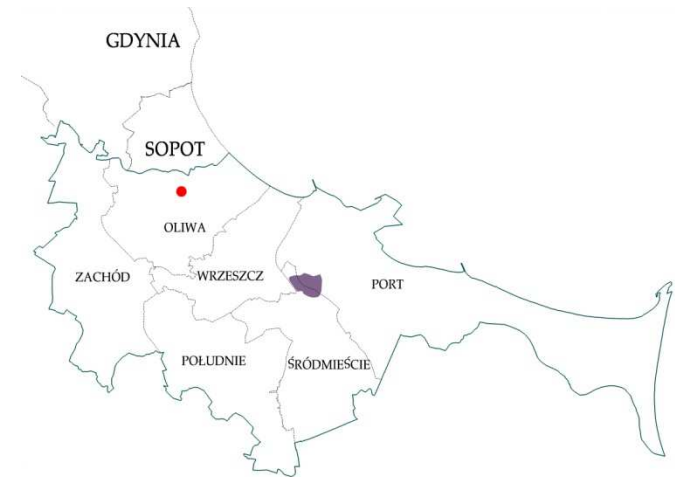 GDYNIA
SOPOT
OLIWA
ZACHÓD
WRZESZCZ
PORT
POŁUDNIE
ŚRÓDMIEŚCIE